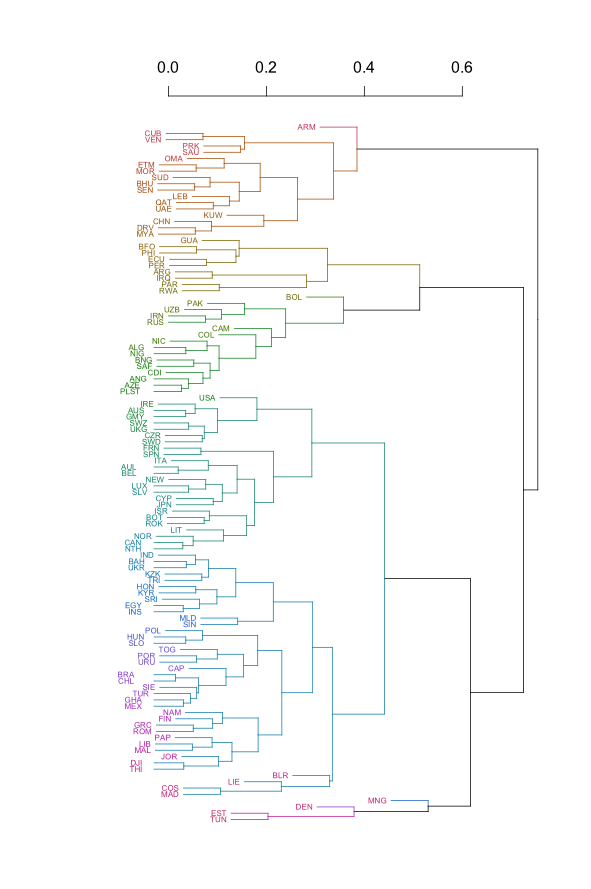 0.0 0.2 0.4 0.6
ARM
CUB
VEN
PRK
SAU
OMA
ETM
MOR
SUD
BHU
SEN
LEB
QAT
UAE
KUW
CHN
DRV
MYA
GUA
BFO
PHI
ECU
PER
ARG
IRQ
PAR
RWA
BOL
PAK
UZB
IRN
RUS
CAM
COL
NIC
ALG
NIG
BNG
SAF
CDI
ANG
AZE
PLST
USA
IRE
AUS
GMY
SWZ
UKG
CZR
SWD
FRN
SPN
ITA
AUL
BEL
NEW
LUX
SLV
CYP
JPN
ISR
BOT
ROK
LIT
NOR
CAN
NTH
IND
BAH
UKR
KZK
TRI
HON
KYR
SRI
EGY
INS
MLD
SIN
POL
HUN
SLO
TOG
POR
URU
CAP
BRA
CHL
SIE
TUR
GHA
MEX
NAM
FIN
GRC
ROM
PAP
LIB
MAL
JOR
DJI
THI
BLR
LIE
COS
MAD
MNG
DEN
EST
TUN